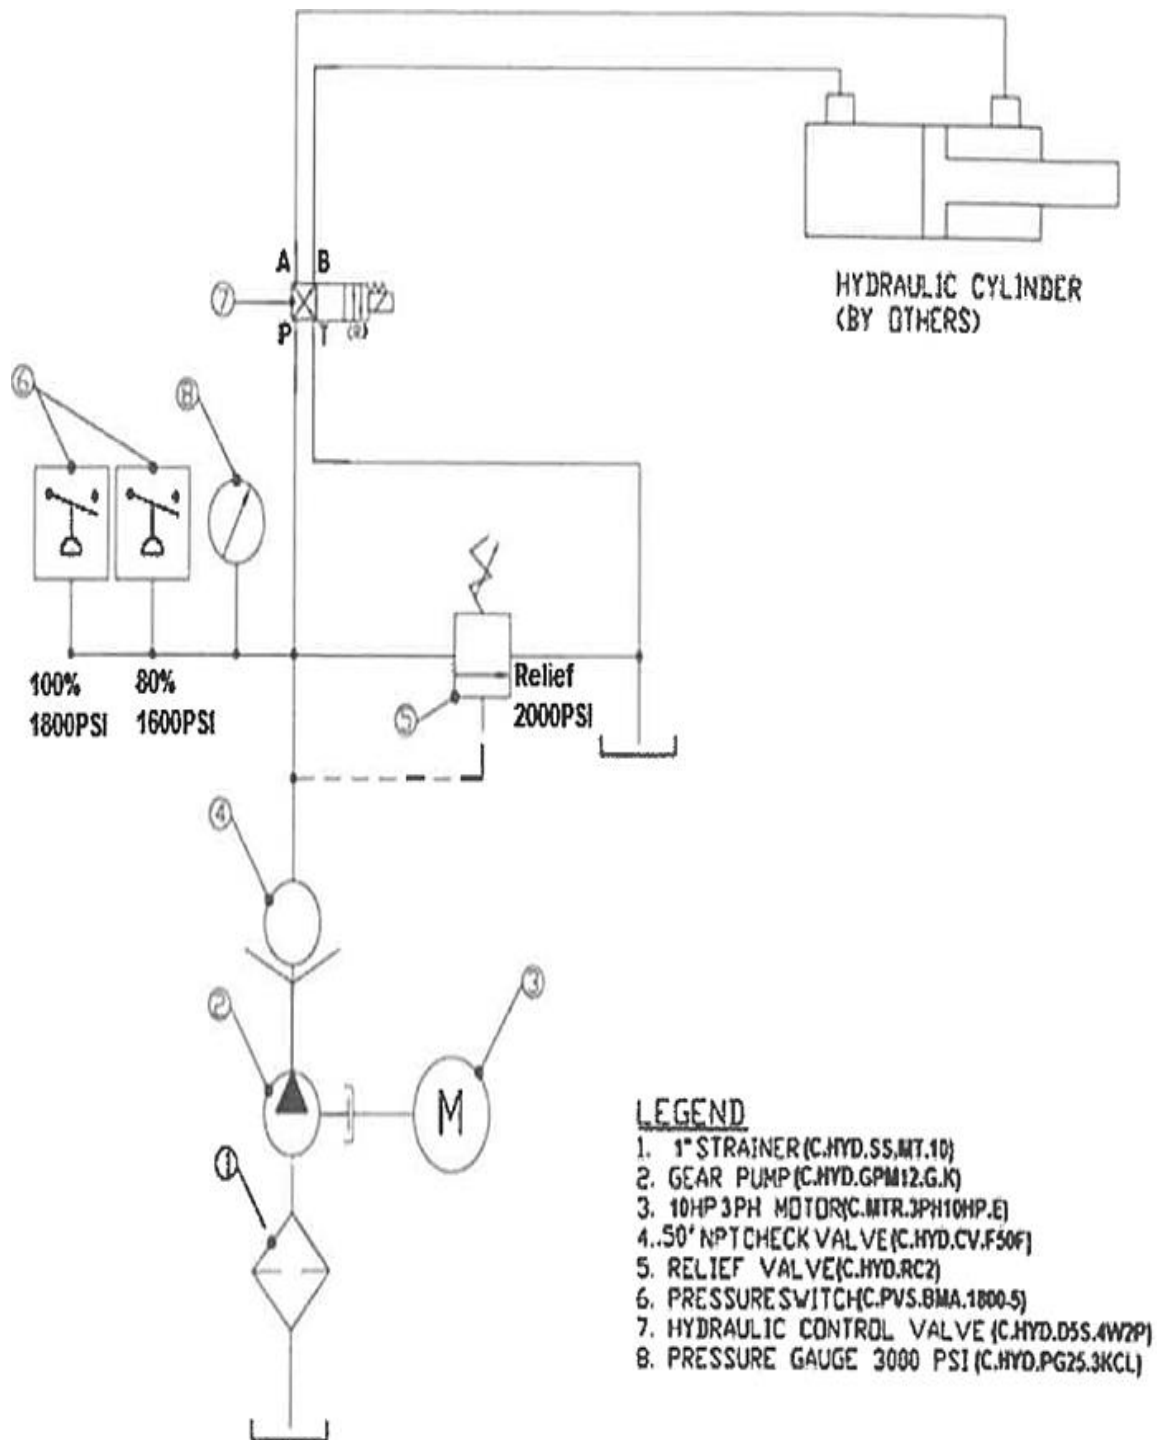 A B
7
HYDRAULIC CYLINDER
(BY OTHERS)
P T
6
8
100% 80%
1800PSI 1600PSI
Relief
2000PSI
5
4
2
3
M
1
LEGEND
1. 1" STRAINER(C.HYD.SS.MT.10)
2. GEAR PUMP(C.HYD.GPM12.G.K)
3. 10HP 3PH MOTOR(C.MTR.3PH10HP.E)
4..50" NPT CHECK VALVE(C.HYD.CV.F50F)
5. RELIEF VALVE(C.HYD.RC2)
6. PRESSURE SWITCH(C.PVS.BMA.1800-5)
7. HYDRAULIC CONTROL VALVE (C.HYD.D5S.4W2P)
8. PRESSURE GAUGE 3000 PSI (C.HYD.PG25.3KCL)